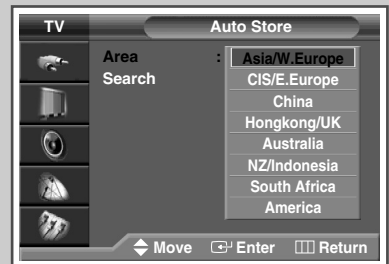 TV Auto Store
Area : Asia/W.Europe
Search CIS/E.Europe
China
Hongkong/UK
Australia
NZ/Indonesia
South Africa
America
Move Enter Return